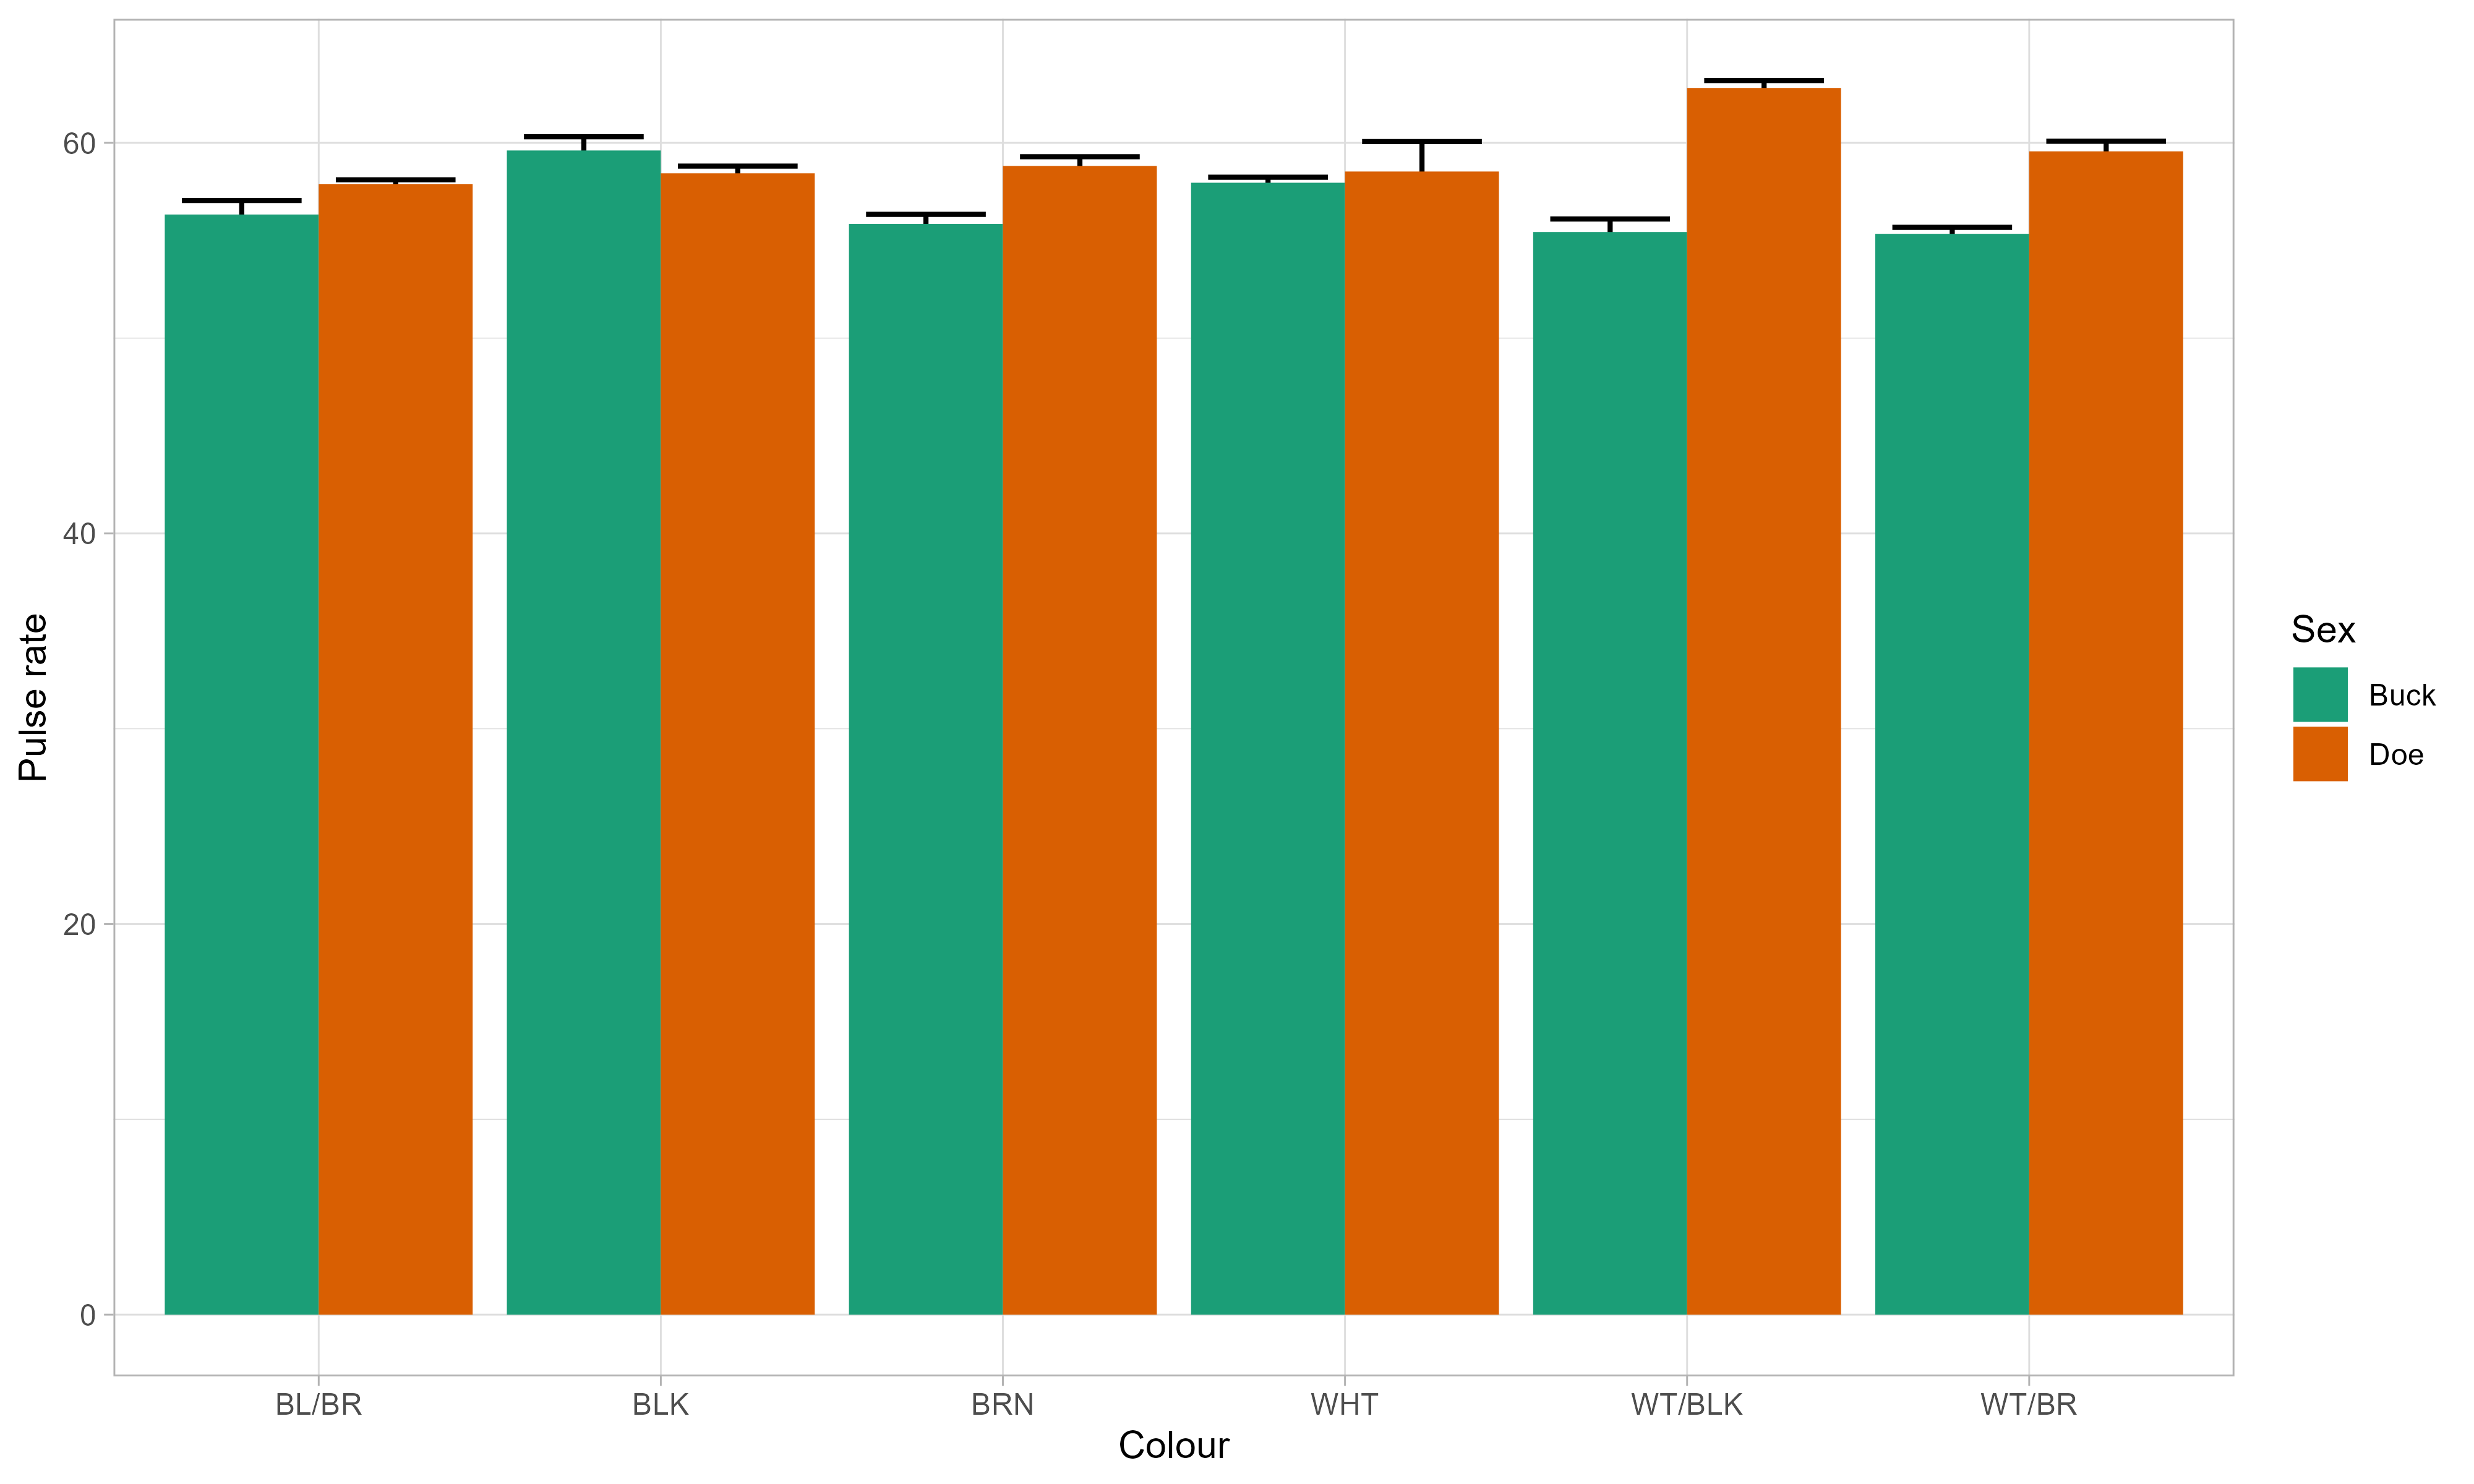 Pulse rate
60
40
20
0
BL/BR
BLK
BRN
WHT
WT/BLK
WT/BR
Colour
Sex
Buck
Doe